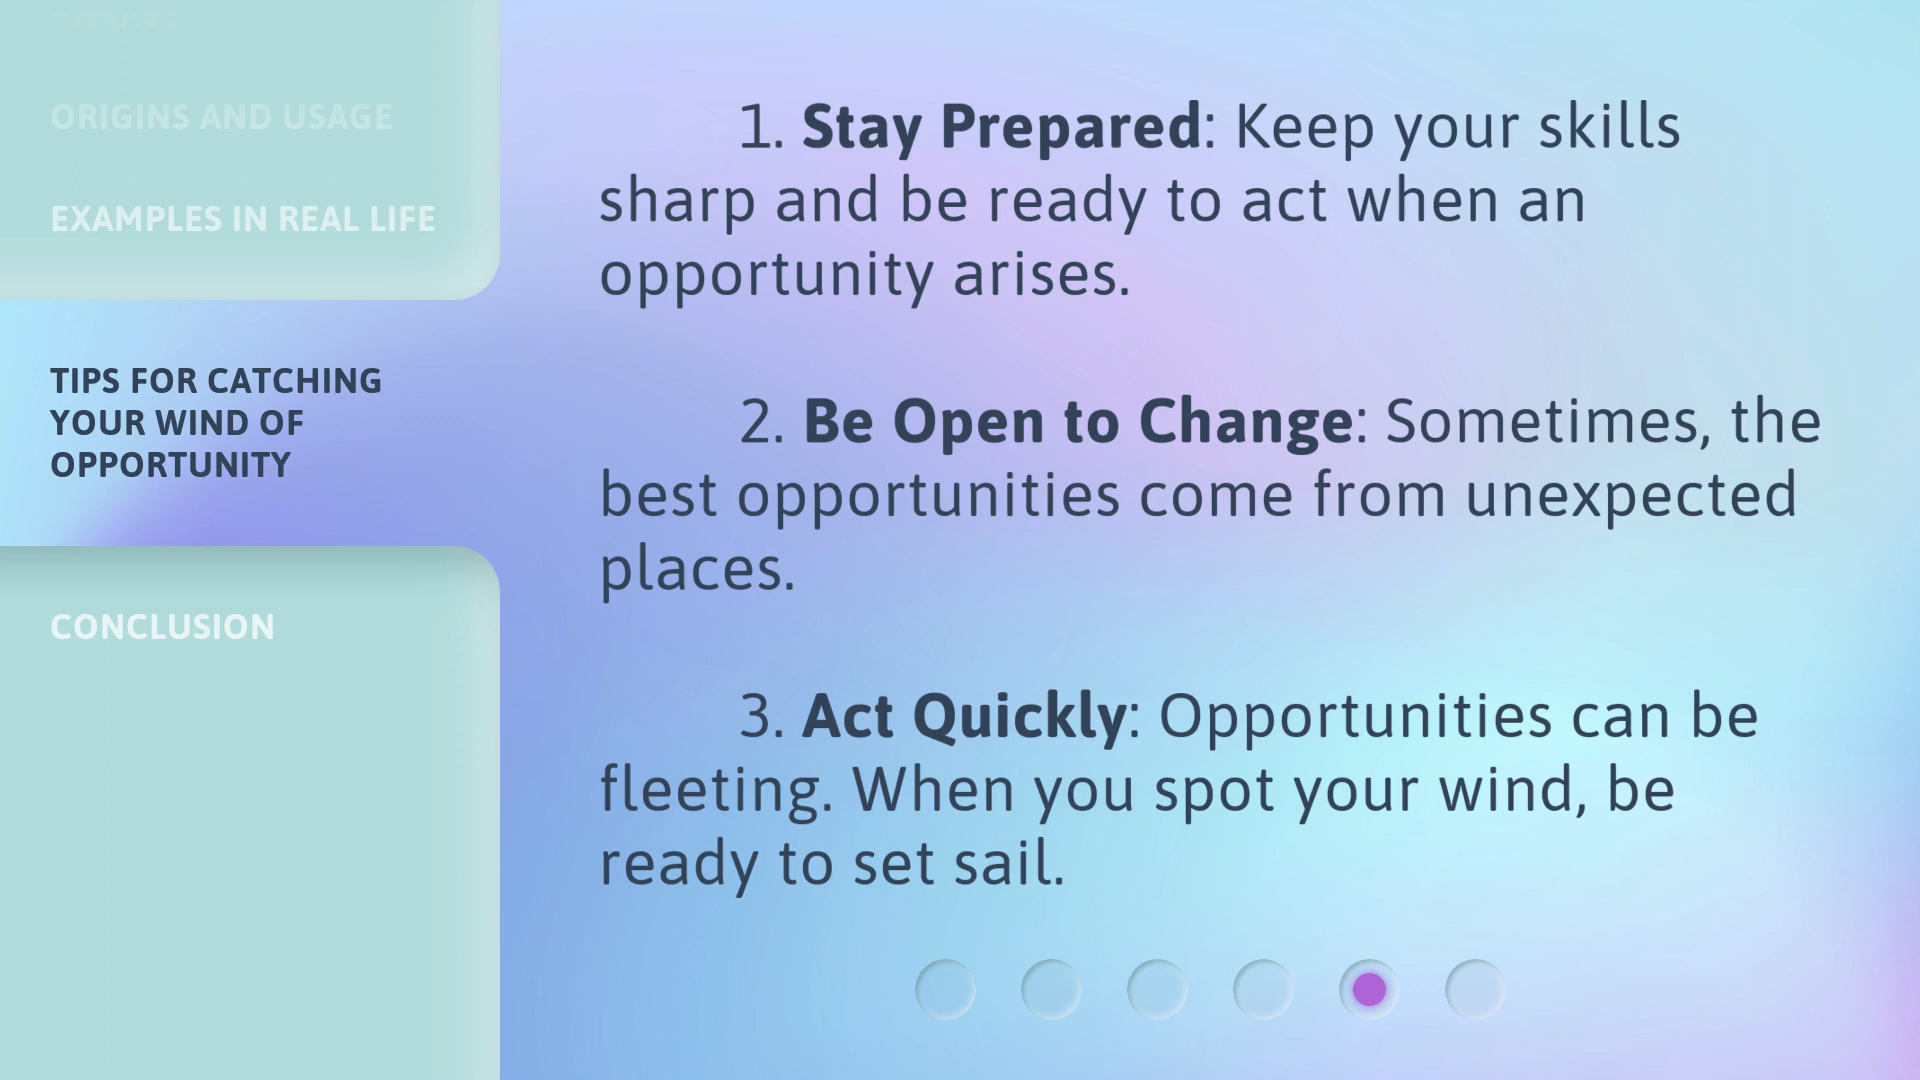 ORIGINS AND USAGE
EXAMPLES IN REAL LIFE
TIPS FOR CATCHING
YOUR WIND OF
OPPORTUNITY
CONCLUSION
1. Stay Prepared: Keep your skills
sharp and be ready to act when an
opportunity arises.
2. Be Open to Change: Sometimes, the
best opportunities come from unexpected
places.
3. Act Quickly: Opportunities can be
fleeting. When you spot your wind, be
ready to set sail.